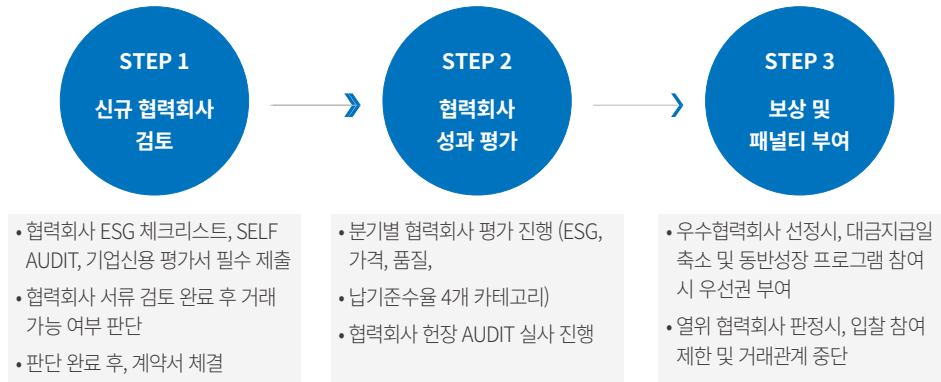 STEP 1
신규 협력회사
검토
STEP 2
협력회사
성과 평가
STEP 3
보상 및
패널티 부여
• 협력회사 ESG 체크리스트, SELF
AUDIT, 기업신용 평가서 필수 제출
• 협력회사 서류 검토 완료 후 거래
가능 여부 판단
• 판단 완료 후, 계약서 체결
• 분기별 협력회사 평가 진행 (ESG,
가격, 품질,
• 납기준수율 4개 카테고리)
• 협력회사 헌장 AUDIT 실사 진행
• 우수협력회사 선정시, 대금지급일
축소 및 동반성장 프로그램 참여
시 우선권 부여
• 열위 협력회사 판정시, 입찰 참여
제한 및 거래관계 중단